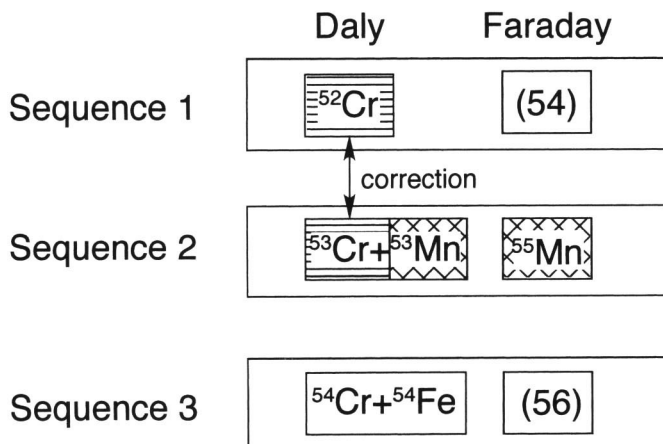 Daly Faraday
Sequence 1 ⁵²Cr (54)
correction
Sequence 2 ⁵³Cr+⁵³Mn ⁵⁵Mn
Sequence 3 ⁵⁴Cr+⁵⁴Fe (56)